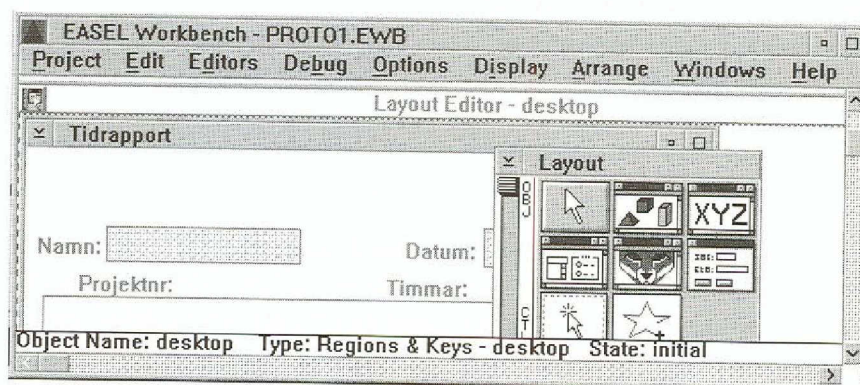 EASEL Workbench - PROTO1.EWB
Project Edit Editors Debug Options Display Arrange Windows Help
Layout Editor - desktop
Tidrapport
Layout
OBJ
XYZ
Namn:
Datum:
Projektnr:
Timmar:
Object Name: desktop Type: Regions & Keys - desktop State: initial